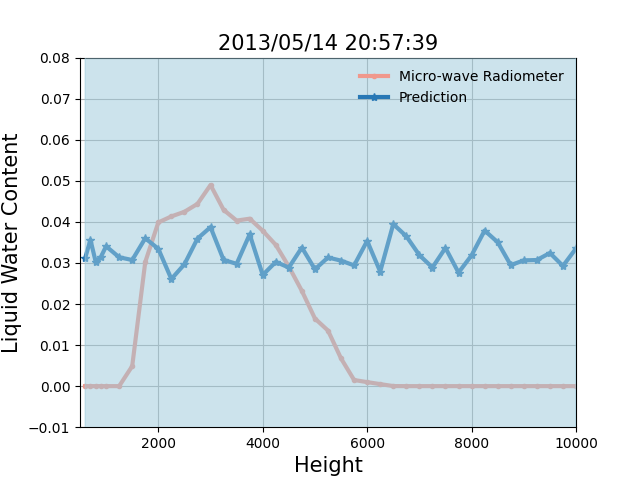 2013/05/14 20:57:39
Micro-wave Radiometer
Prediction
Liquid Water Content
0.08
0.07
0.06
0.05
0.04
0.03
0.02
0.01
0.00
−0.01
2000 4000 6000 8000 10000
Height